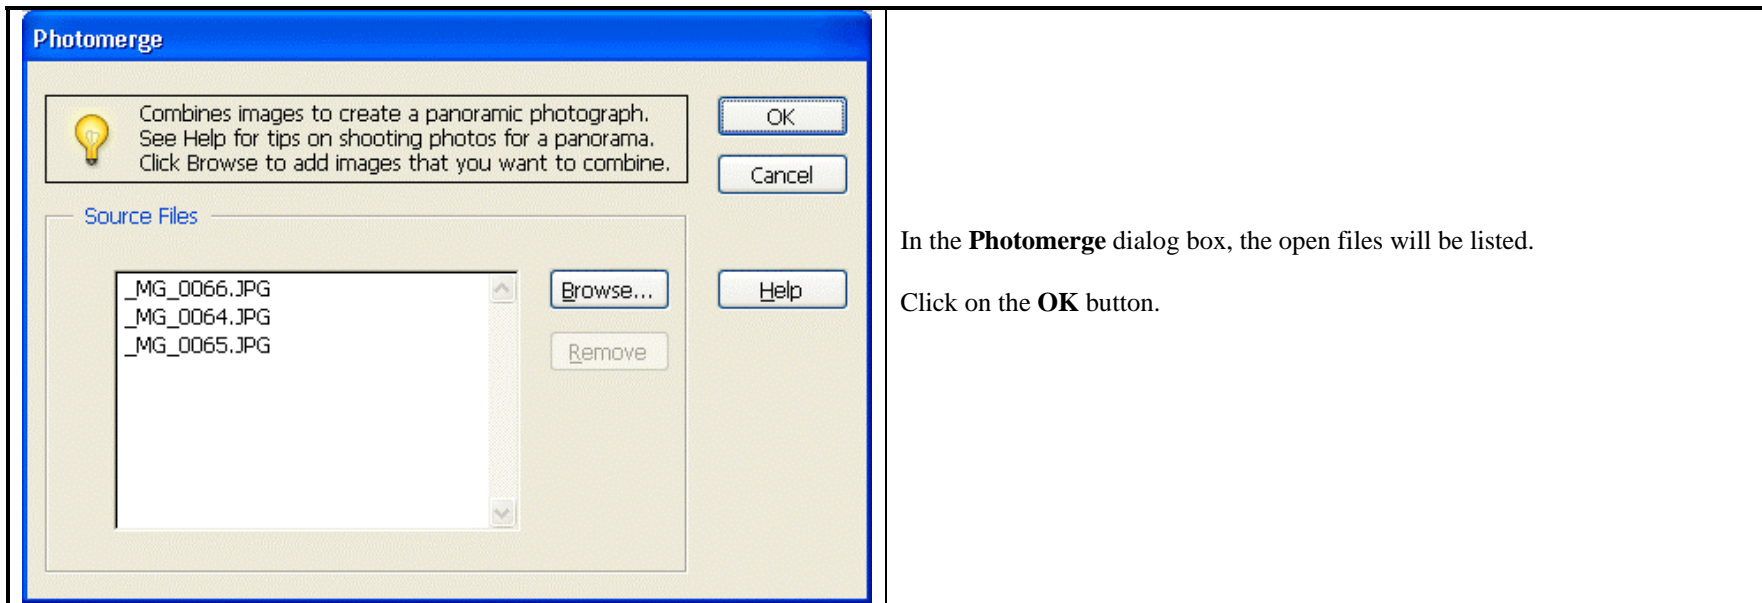 Photomerge
Combines images to create a panoramic photograph.
See Help for tips on shooting photos for a panorama.
Click Browse to add images that you want to combine.
OK
Cancel
Source Files
_MG_0066.JPG
_MG_0064.JPG
_MG_0065.JPG
Browse...
Remove
Help
In the Photomerge dialog box, the open files will be listed.
Click on the OK button.